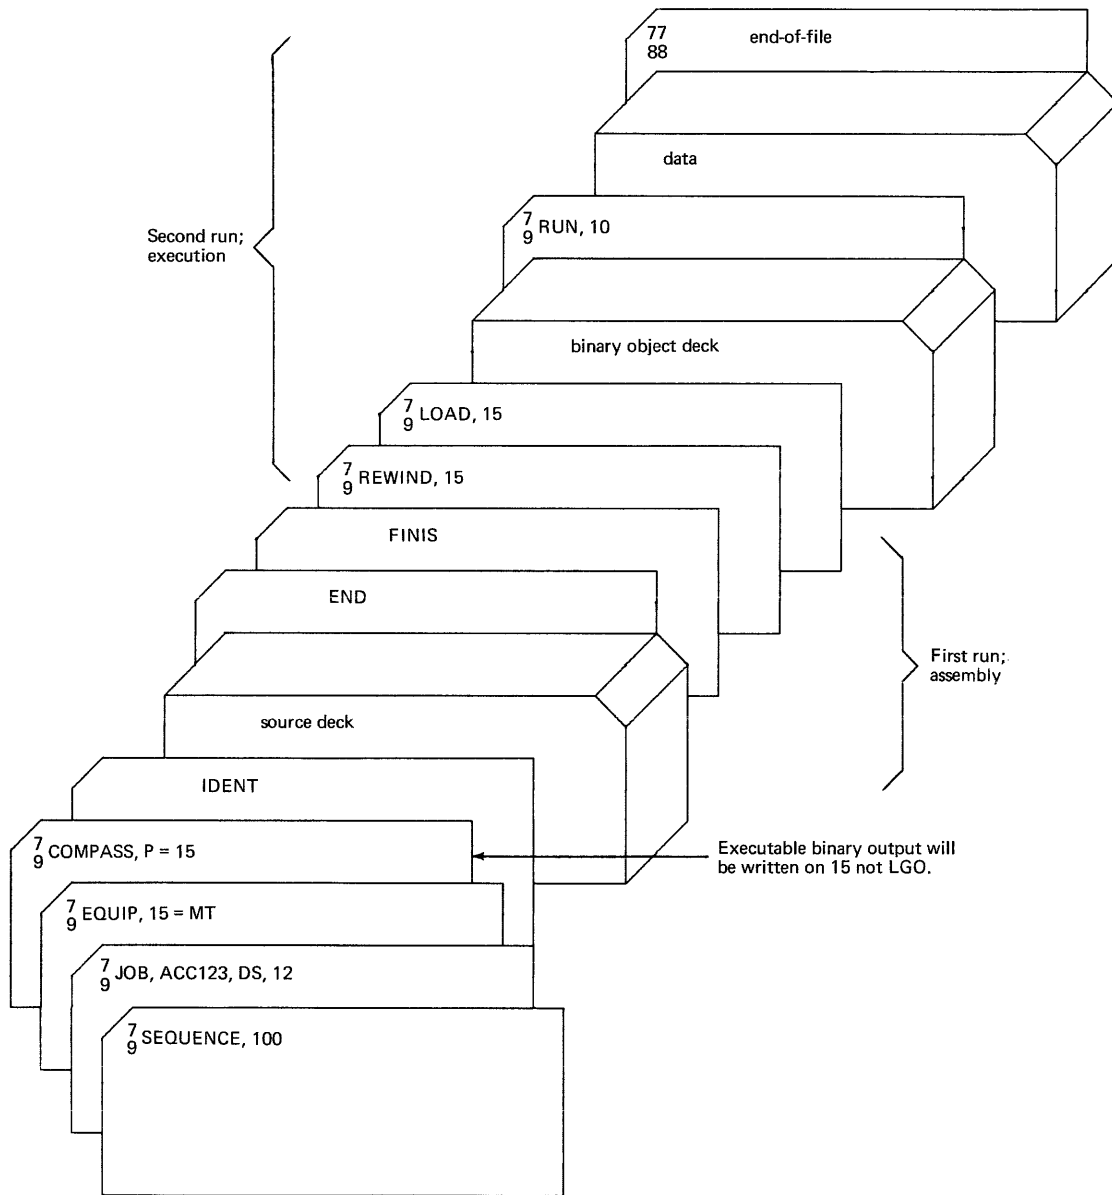 77
88
end-of-file
data
7
9 RUN, 10
Second run;
execution
binary object deck
7
9 LOAD, 15
7
9 REWIND, 15
FINIS
END
First run;
assembly
source deck
IDENT
7
9 COMPASS, P = 15
Executable binary output will
be written on 15 not LGO.
7
9 EQUIP, 15 = MT
7
9 JOB, ACC123, DS, 12
7
9 SEQUENCE, 100